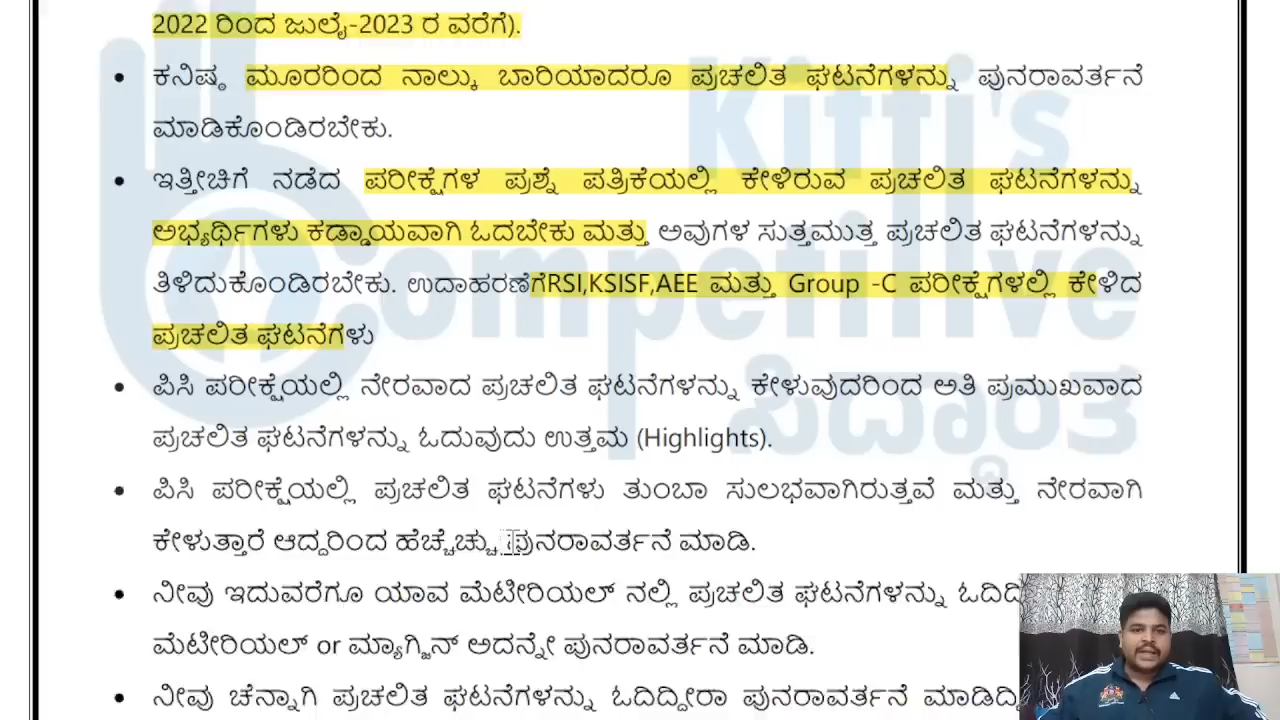 2022 ರಿಂದ ಜುಲೈ-2023 ರ ವರೆಗೆ).
ಕನಿಷ್ಠ ಮೂರರಿಂದ ನಾಲ್ಕು ಬಾರಿಯಾದರೂ ಪ್ರಚಲಿತ ಘಟನೆಗಳನ್ನು ಪುನರಾವರ್ತನೆ
ಮಾಡಿಕೊಂಡಿರಬೇಕು.
ಇತ್ತೀಚಿಗೆ ನಡೆದ ಪರೀಕ್ಷೆಗಳ ಪ್ರಶ್ನೆ ಪತ್ರಿಕೆಯಲ್ಲಿ ಕೇಳಿರುವ ಪ್ರಚಲಿತ ಘಟನೆಗಳನ್ನು
ಅಭ್ಯರ್ಥಿಗಳು ಕಡ್ಡಾಯವಾಗಿ ಓದಬೇಕು ಮತ್ತು ಅವುಗಳ ಸುತ್ತಮುತ್ತ ಪ್ರಚಲಿತ ಘಟನೆಗಳನ್ನು
ತಿಳಿದುಕೊಂಡಿರಬೇಕು. ಉದಾಹರಣೆಗೆRSI,KSISF,AEE ಮತ್ತು Group -C ಪರೀಕ್ಷೆಗಳಲ್ಲಿ ಕೇಳಿದ
ಪ್ರಚಲಿತ ಘಟನೆಗಳು
ಪಿಸಿ ಪರೀಕ್ಷೆಯಲ್ಲಿ ನೇರವಾದ ಪ್ರಚಲಿತ ಘಟನೆಗಳನ್ನು ಕೇಳುವುದರಿಂದ ಅತಿ ಪ್ರಮುಖವಾದ
ಪ್ರಚಲಿತ ಘಟನೆಗಳನ್ನು ಓದುವುದು ಉತ್ತಮ (Highlights).
ಪಿಸಿ ಪರೀಕ್ಷೆಯಲ್ಲಿ ಪ್ರಚಲಿತ ಘಟನೆಗಳು ತುಂಬಾ ಸುಲಭವಾಗಿರುತ್ತವೆ ಮತ್ತು ನೇರವಾಗಿ
ಕೇಳುತ್ತಾರೆ ಆದ್ದರಿಂದ ಹೆಚ್ಚೆಚ್ಚು ಪುನರಾವರ್ತನೆ ಮಾಡಿ.
ನೀವು ಇದುವರೆಗೂ ಯಾವ ಮೆಟೀರಿಯಲ್ ನಲ್ಲಿ ಪ್ರಚಲಿತ ಘಟನೆಗಳನ್ನು
ಮೆಟೀರಿಯಲ್ or ಮ್ಯಾಗ್ಜಿನ್ ಅದನ್ನೇ ಪುನರಾವರ್ತನೆ ಮಾಡಿ.
ನೀವು ಚೆನ್ನಾಗಿ ಪ್ರಚಲಿತ ಘಟನೆಗಳನ್ನು ಓದಿದ್ದೀರಾ ಪುನರಾವರ್ತನೆ
Kitti's
Competitive
ಸಿದ್ಧಾಂತ